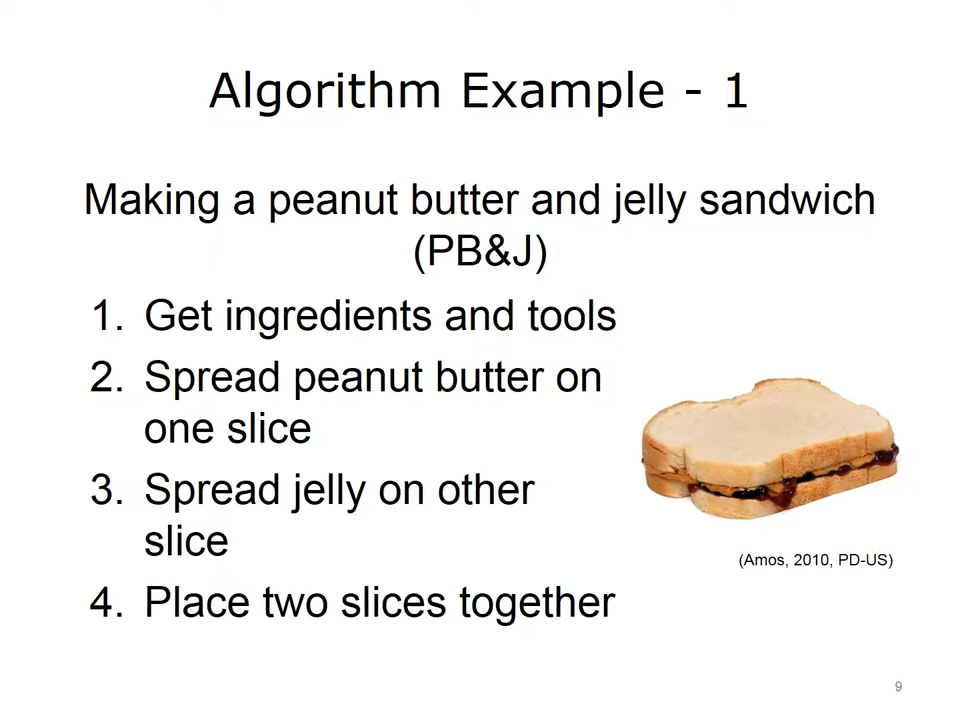 Algorithm Example - 1
Making a peanut butter and jelly sandwich
(PB&J)
1. Get ingredients and tools
2. Spread peanut butter on
one slice
3. Spread jelly on other
slice
4. Place two slices together
(Amos, 2010, PD-US)
9